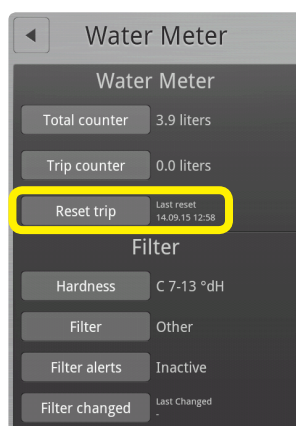 Water Meter
Water Meter
Total counter 3.9 liters
Trip counter 0.0 liters
Reset trip Last reset
14.09.15 12:58
Filter
Hardness C 7-13 °dH
Filter Other
Filter alerts Inactive
Filter changed Last Changed
-